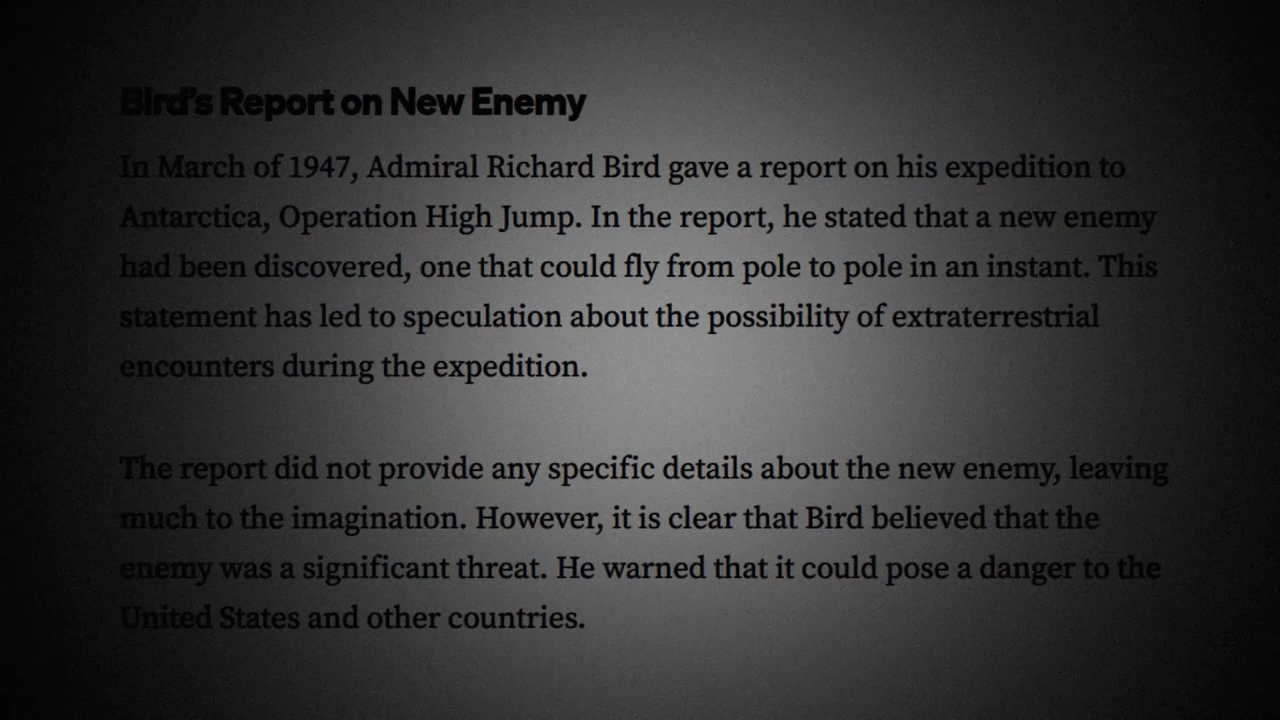 Bird's Report on New Enemy
In March of 1947, Admiral Richard Bird gave a report on his expedition to
Antarctica, Operation High Jump. In the report, he stated that a new enemy
had been discovered, one that could fly from pole to pole in an instant. This
statement has led to speculation about the possibility of extraterrestrial
encounters during the expedition.
The report did not provide any specific details about the new enemy, leaving
much to the imagination. However, it is clear that Bird believed that the
enemy was a significant threat. He warned that it could pose a danger to the
United States and other countries.